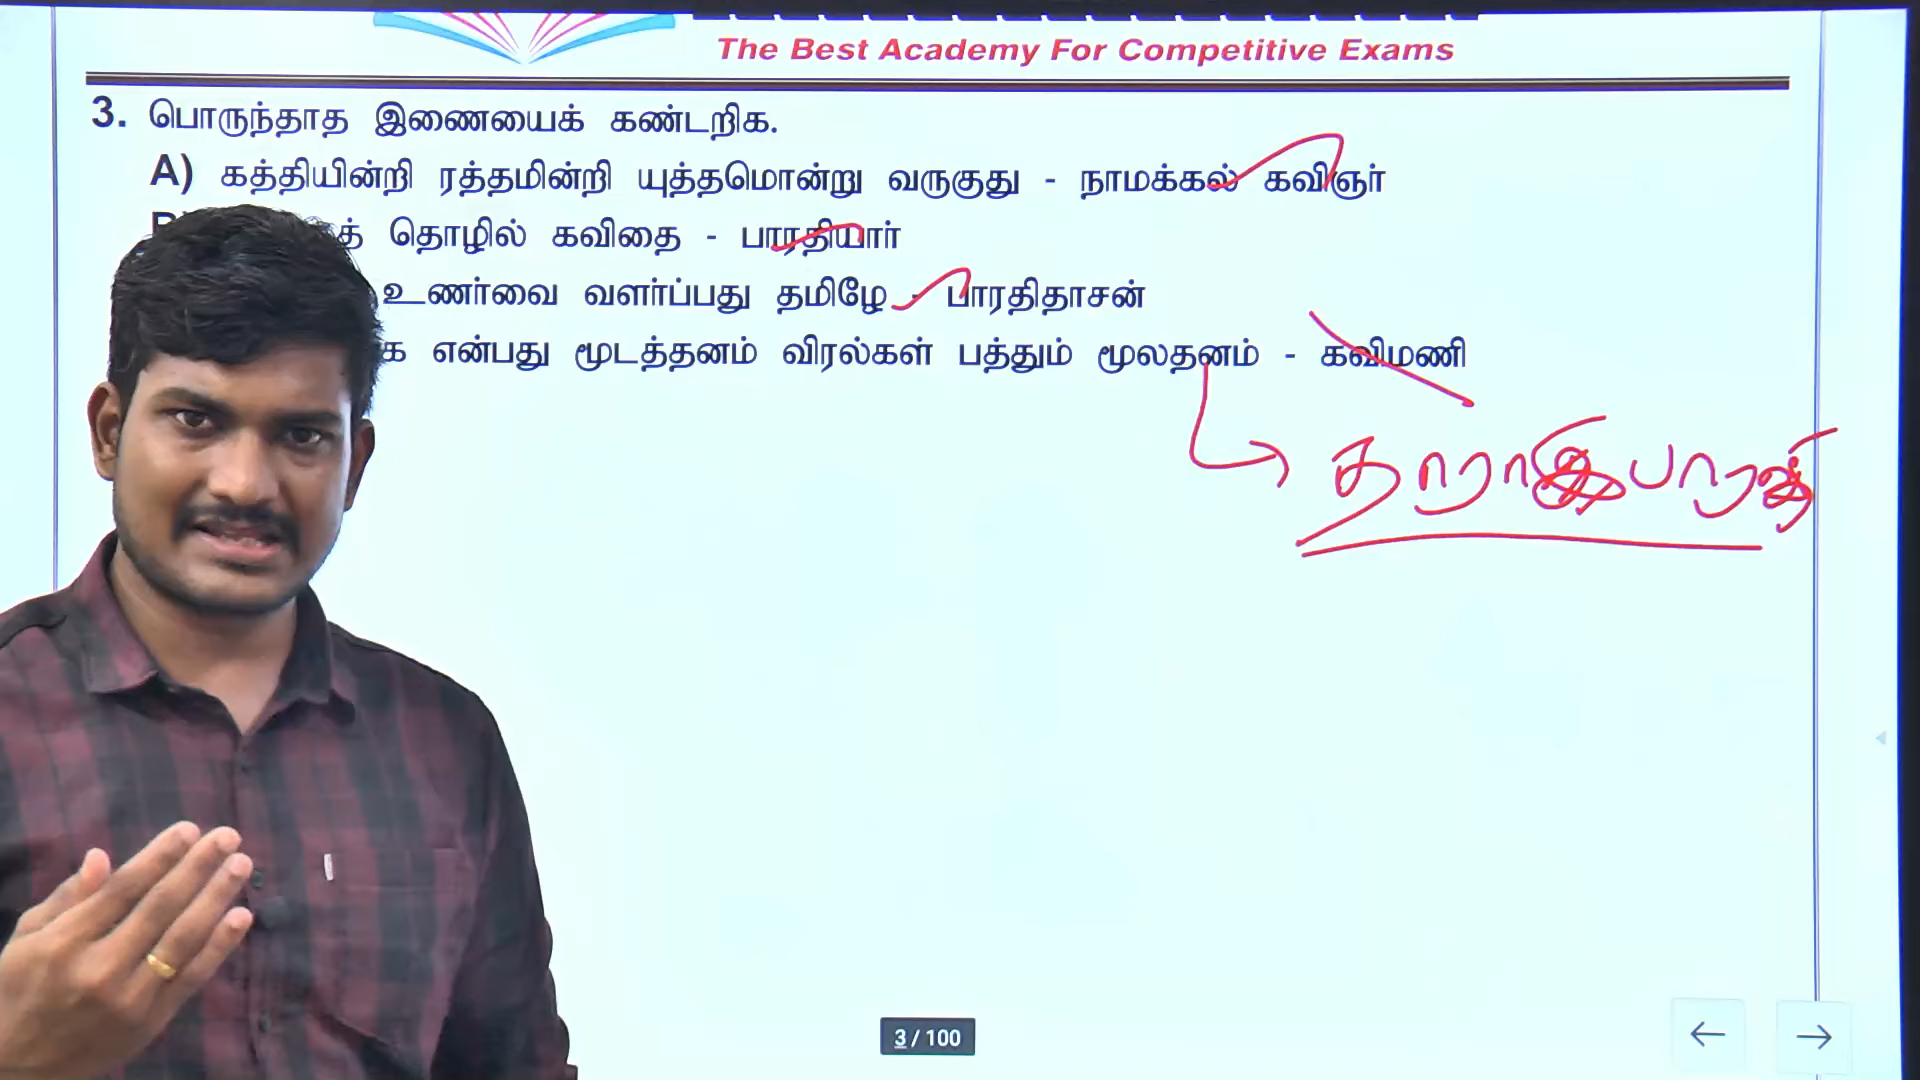 The Best Academy For Competitive Exams
3. பொருந்தாத இணையைக் கண்டறிக.
A) கத்தியின்றி ரத்தமின்றி யுத்தமொன்று வருகுது - நாமக்கல் கவிஞர்
தொழில் கவிதை - பாரதியார்
உணர்வை வளர்ப்பது தமிழே - பாரதிதாசன்
என்பது மூடத்தனம் விரல்கள் பத்தும் மூலதனம் - கவிமணி
3 / 100